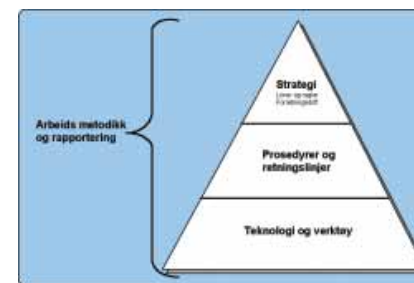 Arbeids metodikk
og rapportering
Strategi
Lover og regler
Forretningsdrift
Prosedyrer og
retningslinjer
Teknologi og verktøy